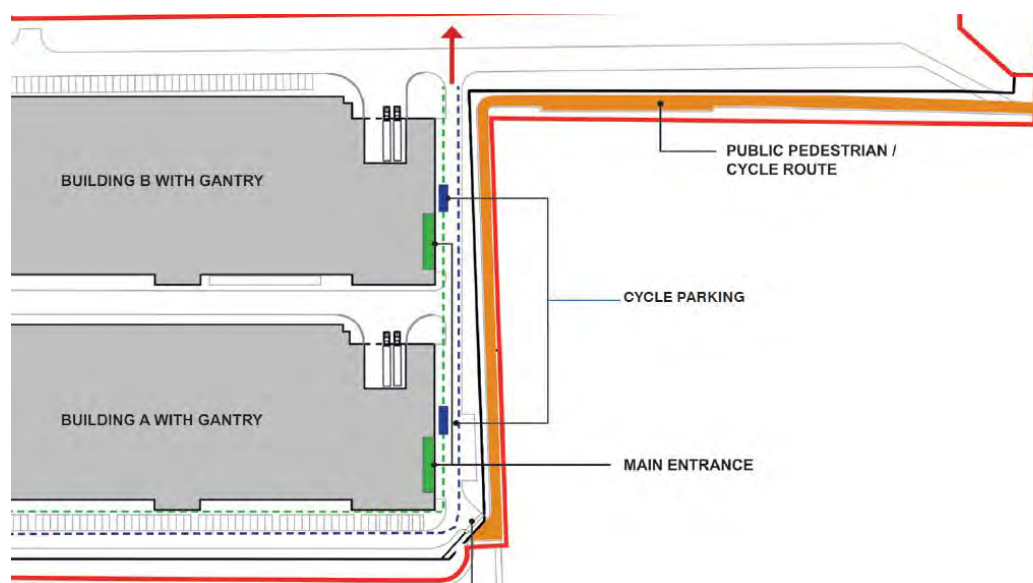 PUBLIC PEDESTRIAN /
CYCLE ROUTE
BUILDING B WITH GANTRY
CYCLE PARKING
BUILDING A WITH GANTRY
MAIN ENTRANCE